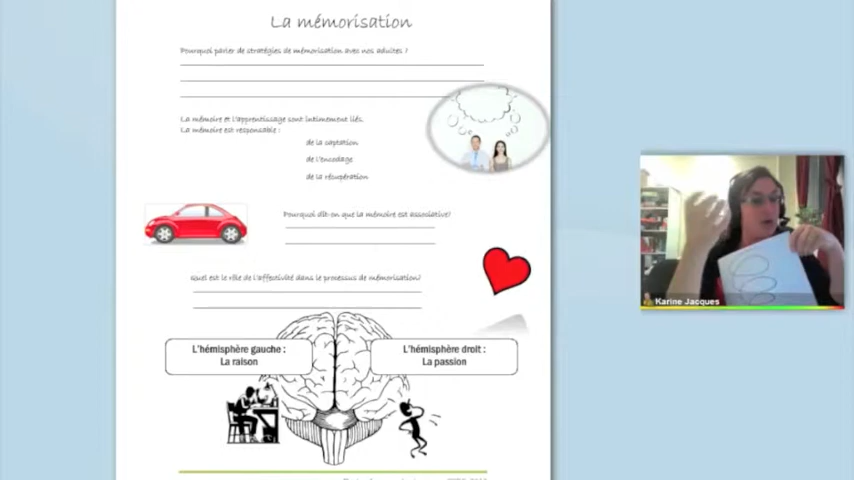 La mémorisation
Pourquoi parler de stratégies de mémorisation avec nos adultes ?
La mémoire et l'apprentissage sont intimement liés.
La mémoire est responsable :
de la captation
de l'encodage
de la récupération
Pourquoi dit-on que la mémoire est associative?
Quel est le rôle de l'affectivité dans le processus de mémorisation?
L'hémisphère gauche :
La raison
L'hémisphère droit :
La passion
Karine Jacques